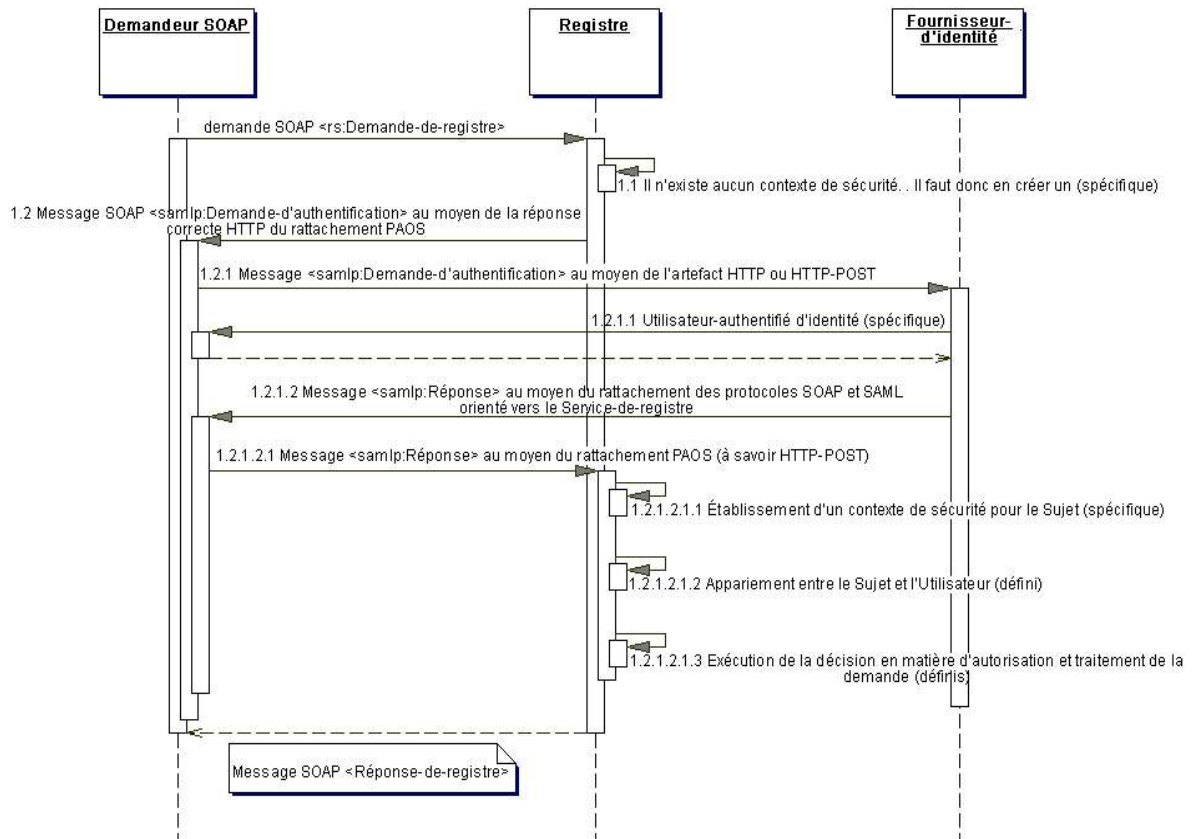 Demandeur SOAP
Registre
Fournisseur-
d'identité
demande SOAP <rs:Demande-de-registre>
1.1 Il n'existe aucun contexte de sécurité. . Il faut donc en créer un (spécifique)
1.2 Message SOAP <samlp:Demande-d'authentification> au moyen de la réponse
correcte HTTP du rattachement PAOS
1.2.1 Message <samlp:Demande-d'authentification> au moyen de l'artefact HTTP ou HTTP-POST
1.2.1.1 Utilisateur-authentifié d'identité (spécifique)
1.2.1.2 Message <samlp:Réponse> au moyen du rattachement des protocoles SOAP et SAML
orienté vers le Service-de-registre
1.2.1.2.1 Message <samlp:Réponse> au moyen du rattachement PAOS (à savoir HTTP-POST)
1.2.1.2.1.1 Établissement d'un contexte de sécurité pour le Sujet (spécifique)
1.2.1.2.1.2 Appariement entre le Sujet et l'Utilisateur (défini)
1.2.1.2.1.3 Exécution de la décision en matière d'autorisation et traitement de la
demande (définis)
Message SOAP <Réponse-de-registre>